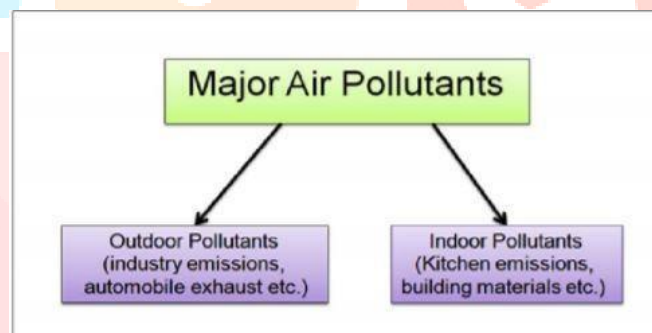 Major Air Pollutants
Outdoor Pollutants
(industry emissions,
automobile exhaust etc.)
Indoor Pollutants
(Kitchen emissions,
building materials etc.)